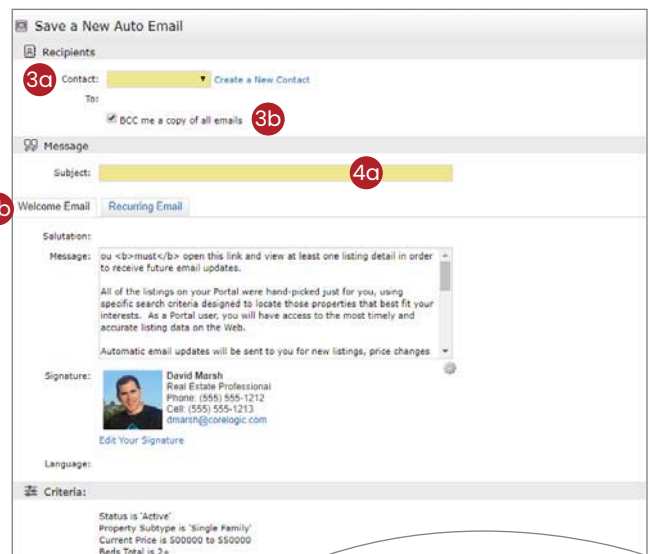 Save a New Auto Email
Recipients
3a Contact: Create a New Contact
To:
BCC me a copy of all emails 3b
Message
Subject: 4a
b Welcome Email Recurring Email
Salutation:
Message: ou <b>must</b> open this link and view at least one listing detail in order
to receive future email updates.
All of the listings on your Portal were hand-picked just for you, using
specific search criteria designed to locate those properties that best fit your
interests. As a Portal user, you will have access to the most timely and
accurate listing data on the Web.
Automatic email updates will be sent to you for new listings, price changes
Signature: David Marsh
Real Estate Professional
Phone: (555) 555-1212
Cell: (555) 555-1213
dmarsh@corelogic.com
Edit Your Signature
Language:
Criteria:
Status is 'Active'
Property Subtype is 'Single Family'
Current Price is 500000 to 550000
Beds Total is 2+